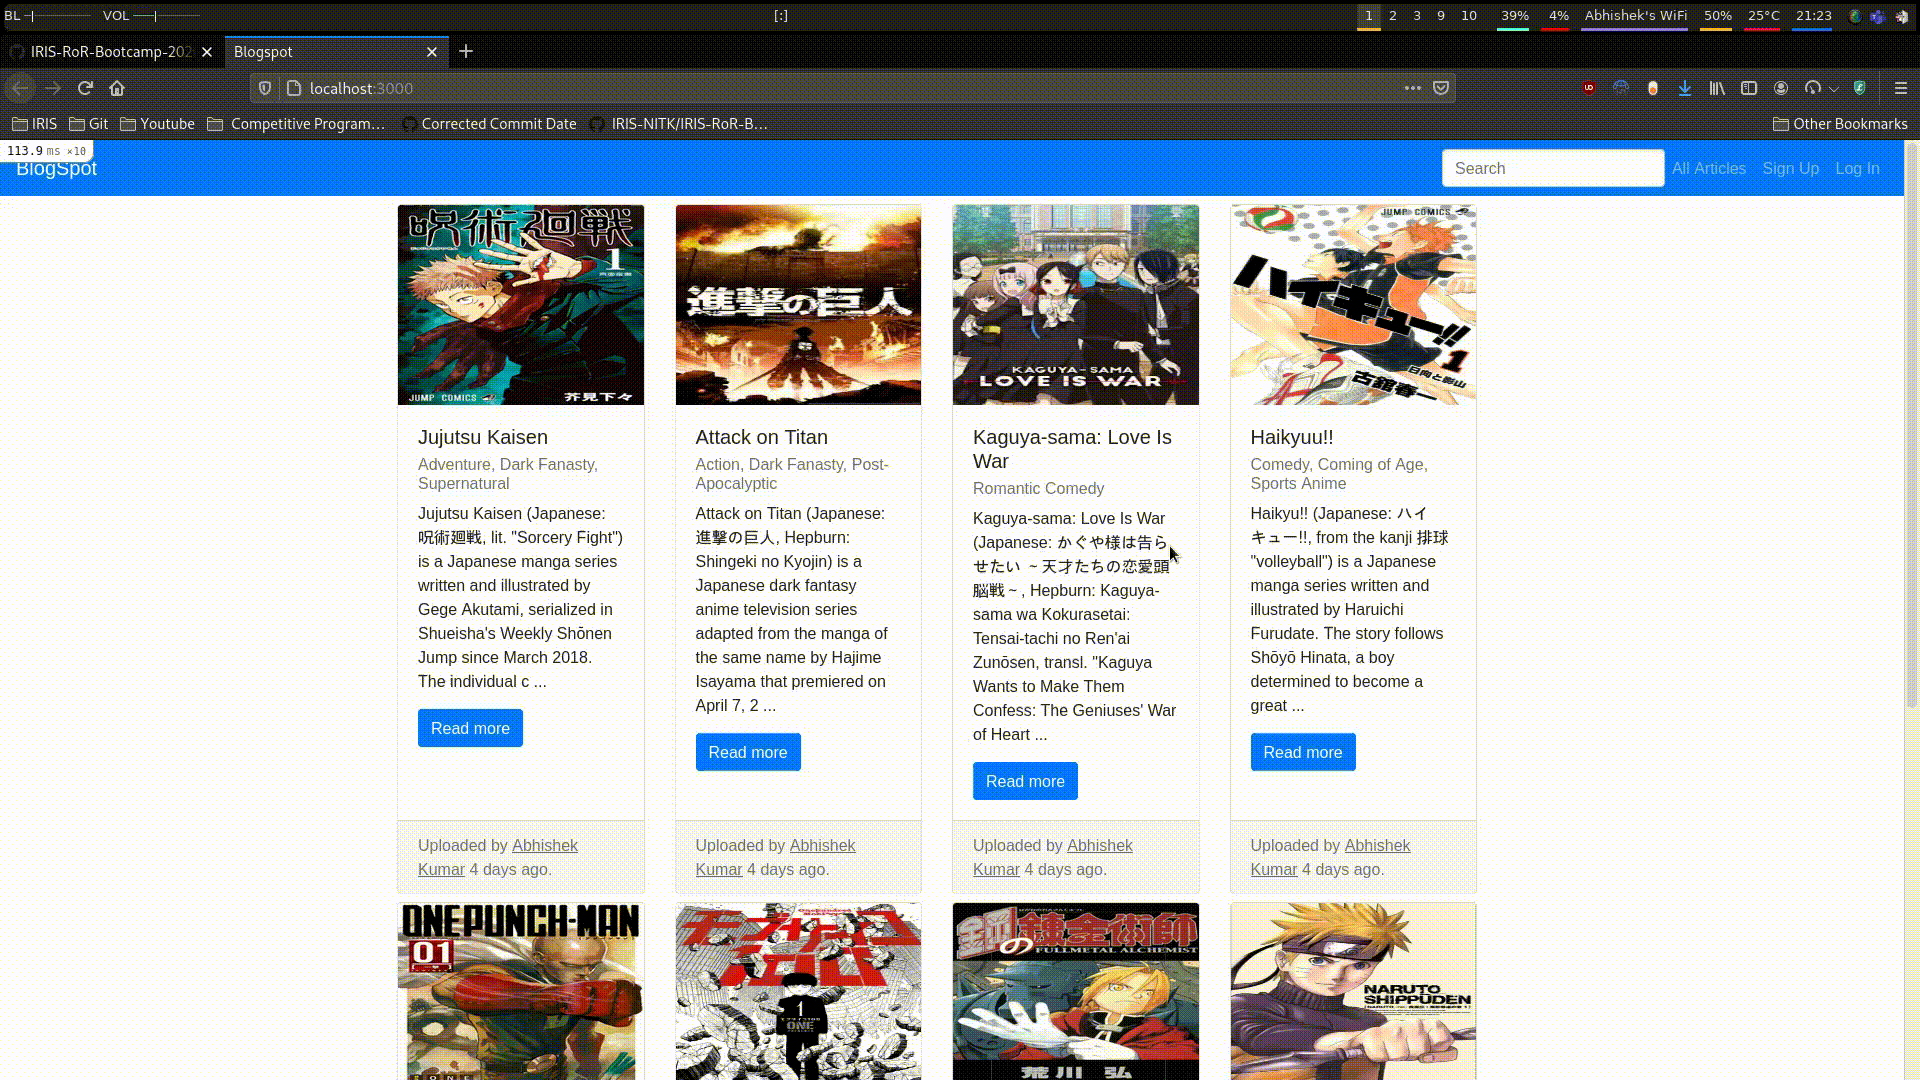 BL VOL [:] 1 2 3 9 10 39% 4% Abhishek's WiFi 50% 25°C 21:23
IRIS-RoR-Bootcamp-202 Blogspot
localhost:3000
IRIS Git Youtube Competitive Program... Corrected Commit Date IRIS-NITK/IRIS-RoR-B... Other Bookmarks
113.9 ms ×10
BlogSpot Search All Articles Sign Up Log In
呪術廻戦
1
JUMP COMICS
芥見下々
進撃の巨人
KAGUYA-SAMA
LOVE IS WAR
JUMP COMICS
ハイキュー!!
1
日向と影山
古舘春一
Jujutsu Kaisen
Adventure, Dark Fanasty,
Supernatural
Jujutsu Kaisen (Japanese:
呪術廻戦, lit. "Sorcery Fight")
is a Japanese manga series
written and illustrated by
Gege Akutami, serialized in
Shueisha's Weekly Shōnen
Jump since March 2018.
The individual c ...
Read more
Uploaded by Abhishek
Kumar 4 days ago.
Attack on Titan
Action, Dark Fanasty, Post-
Apocalyptic
Attack on Titan (Japanese:
進撃の巨人, Hepburn:
Shingeki no Kyojin) is a
Japanese dark fantasy
anime television series
adapted from the manga of
the same name by Hajime
Isayama that premiered on
April 7, 2 ...
Read more
Uploaded by Abhishek
Kumar 4 days ago.
Kaguya-sama: Love Is
War
Romantic Comedy
Kaguya-sama: Love Is War
(Japanese: かぐや様は告ら
せたい ~天才たちの恋愛頭
脳戦~, Hepburn: Kaguya-
sama wa Kokurasetai:
Tensai-tachi no Ren'ai
Zunōsen, transl. "Kaguya
Wants to Make Them
Confess: The Geniuses' War
of Heart ...
Read more
Uploaded by Abhishek
Kumar 4 days ago.
Haikyuu!!
Comedy, Coming of Age,
Sports Anime
Haikyu!! (Japanese: ハイ
キュー!!, from the kanji 排球
"volleyball") is a Japanese
manga series written and
illustrated by Haruichi
Furudate. The story follows
Shōyō Hinata, a boy
determined to become a
great ...
Read more
Uploaded by Abhishek
Kumar 4 days ago.
ONEPUNCH-MAN
01
1
ONE
の錬金術師
FULLMETAL ALCHEMIST
荒川弘
NARUTO
SHIPPUDEN